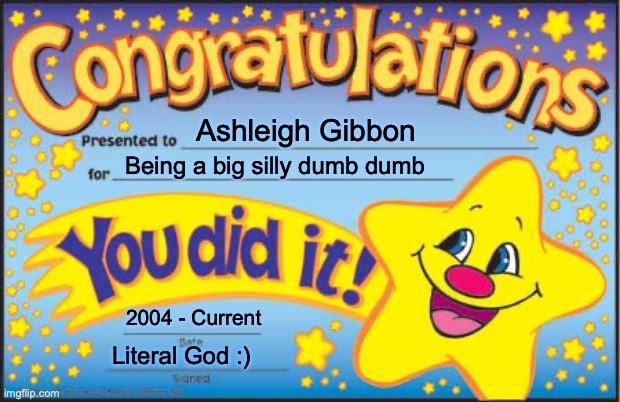 Congratulations
Presented to Ashleigh Gibbon
for Being a big silly dumb dumb
You did it!
2004 - Current
Date
Literal God :)
Signed
imgflip.com